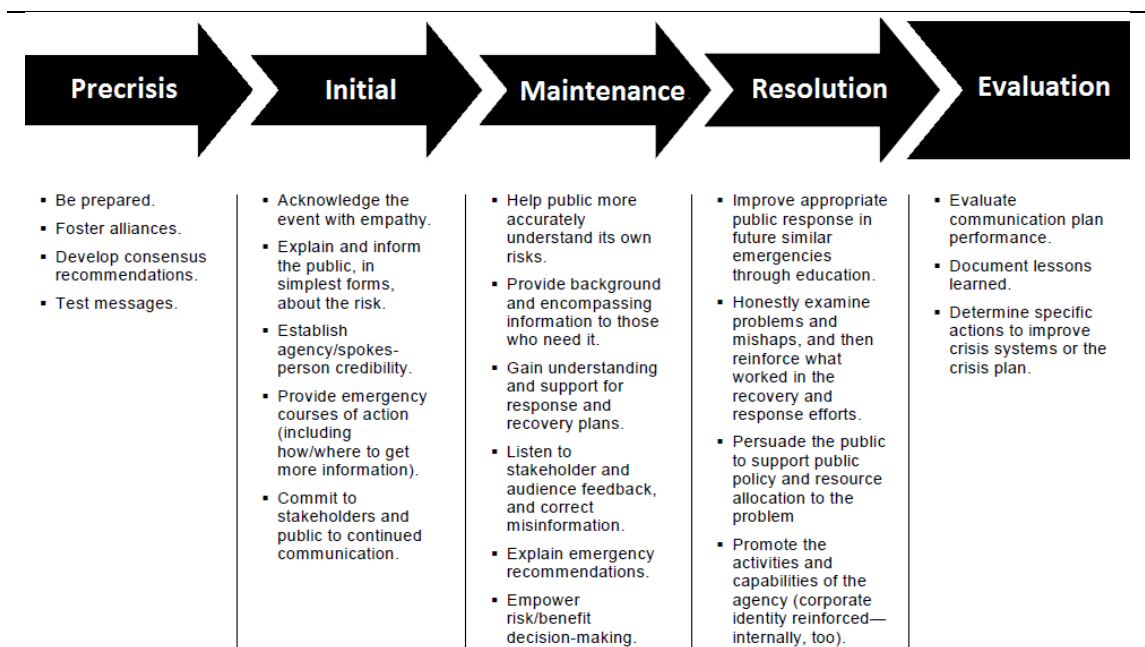 Precrisis
Initial
Maintenance
Resolution
Evaluation
▪ Be prepared.
▪ Foster alliances.
▪ Develop consensus
recommendations.
▪ Test messages.
▪ Acknowledge the
event with empathy.
▪ Explain and inform
the public, in
simplest forms,
about the risk.
▪ Establish
agency/spokes-
person credibility.
▪ Provide emergency
courses of action
(including
how/where to get
more information).
▪ Commit to
stakeholders and
public to continued
communication.
▪ Help public more
accurately
understand its own
risks.
▪ Provide background
and encompassing
information to those
who need it.
▪ Gain understanding
and support for
response and
recovery plans.
▪ Listen to
stakeholder and
audience feedback,
and correct
misinformation.
▪ Explain emergency
recommendations.
▪ Empower
risk/benefit
decision-making.
▪ Improve appropriate
public response in
future similar
emergencies
through education.
▪ Honestly examine
problems and
mishaps, and then
reinforce what
worked in the
recovery and
response efforts.
▪ Persuade the public
to support public
policy and resource
allocation to the
problem
▪ Promote the
activities and
capabilities of the
agency (corporate
identity reinforced—
internally, too).
▪ Evaluate
communication plan
performance.
▪ Document lessons
learned.
▪ Determine specific
actions to improve
crisis systems or the
crisis plan.